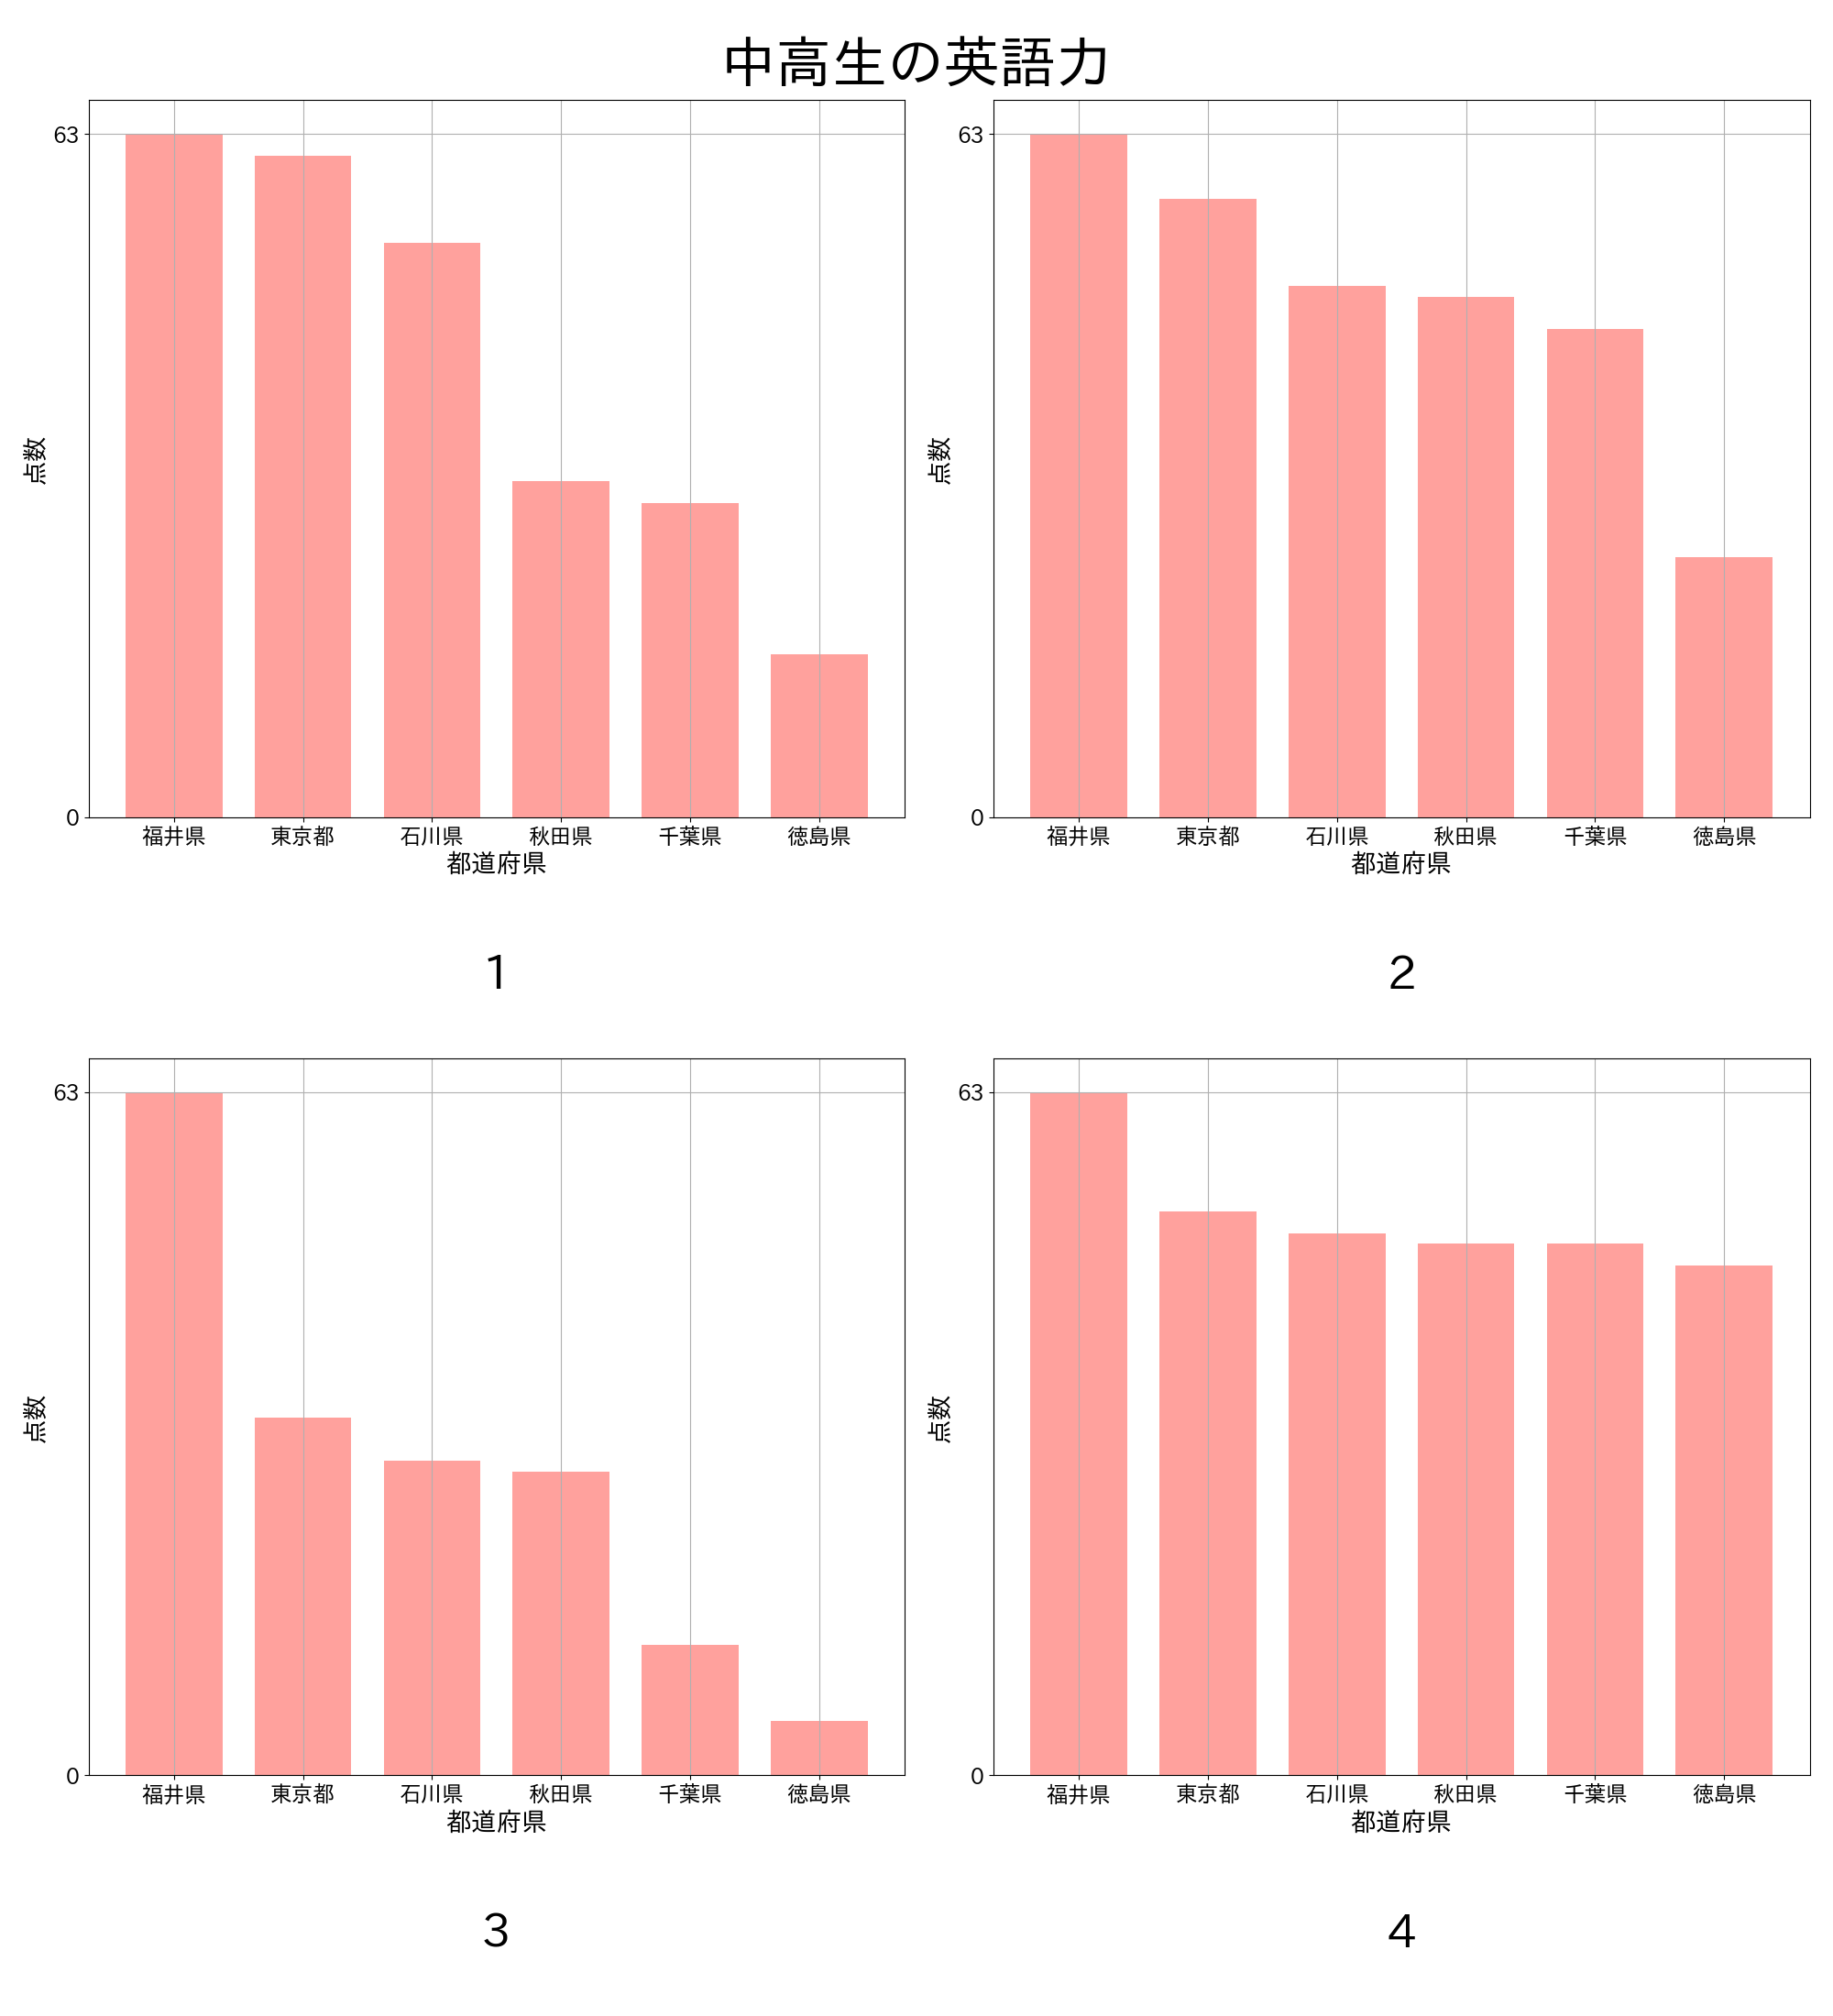 中高生の英語力
63
0
点数
福井県 東京都 石川県 秋田県 千葉県 徳島県
都道府県
1
63
0
点数
福井県 東京都 石川県 秋田県 千葉県 徳島県
都道府県
2
63
0
点数
福井県 東京都 石川県 秋田県 千葉県 徳島県
都道府県
3
63
0
点数
福井県 東京都 石川県 秋田県 千葉県 徳島県
都道府県
4